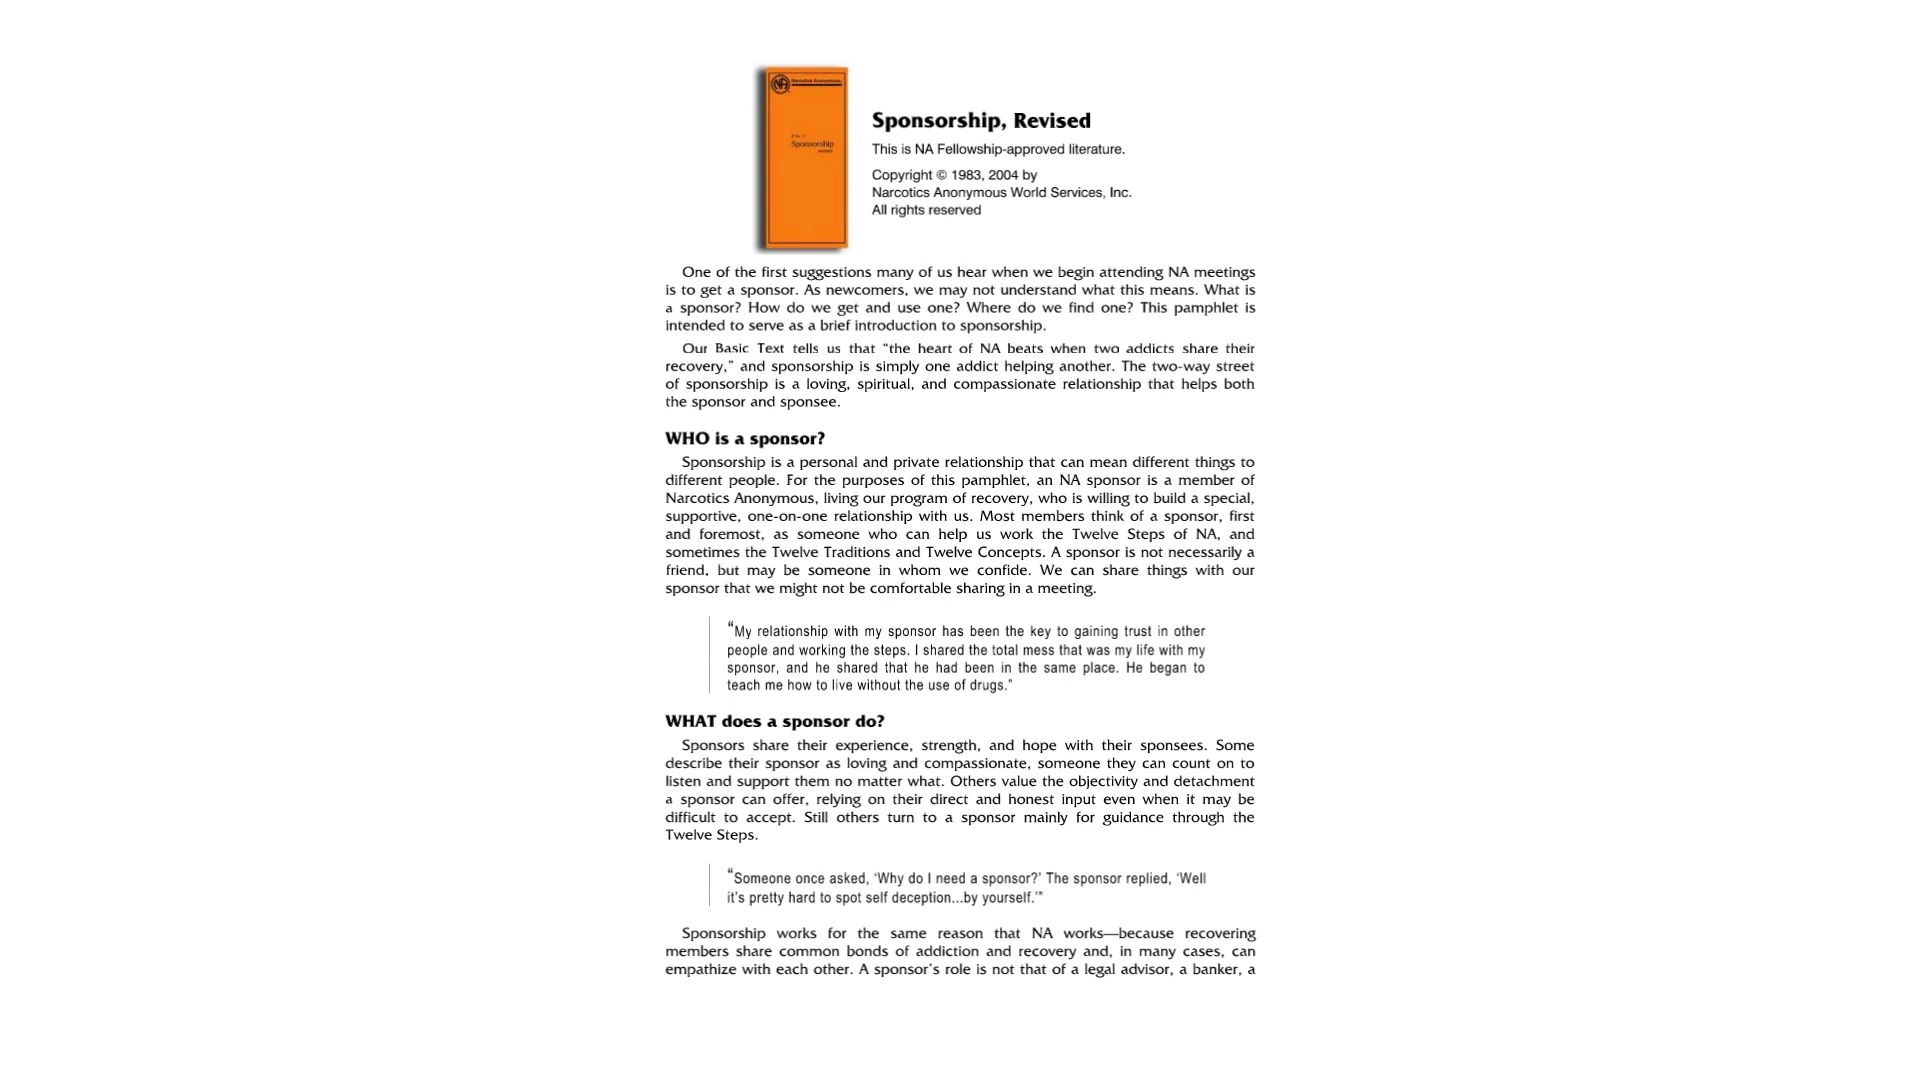 Narcotics Anonymous
NA
IP No. 11
Sponsorship
revised
Sponsorship, Revised
This is NA Fellowship-approved literature.
Copyright © 1983, 2004 by
Narcotics Anonymous World Services, Inc.
All rights reserved
One of the first suggestions many of us hear when we begin attending NA meetings
is to get a sponsor. As newcomers, we may not understand what this means. What is
a sponsor? How do we get and use one? Where do we find one? This pamphlet is
intended to serve as a brief introduction to sponsorship.
Our Basic Text tells us that “the heart of NA beats when two addicts share their
recovery,” and sponsorship is simply one addict helping another. The two-way street
of sponsorship is a loving, spiritual, and compassionate relationship that helps both
the sponsor and sponsee.
WHO is a sponsor?
Sponsorship is a personal and private relationship that can mean different things to
different people. For the purposes of this pamphlet, an NA sponsor is a member of
Narcotics Anonymous, living our program of recovery, who is willing to build a special,
supportive, one-on-one relationship with us. Most members think of a sponsor, first
and foremost, as someone who can help us work the Twelve Steps of NA, and
sometimes the Twelve Traditions and Twelve Concepts. A sponsor is not necessarily a
friend, but may be someone in whom we confide. We can share things with our
sponsor that we might not be comfortable sharing in a meeting.
“My relationship with my sponsor has been the key to gaining trust in other
people and working the steps. I shared the total mess that was my life with my
sponsor, and he shared that he had been in the same place. He began to
teach me how to live without the use of drugs.”
WHAT does a sponsor do?
Sponsors share their experience, strength, and hope with their sponsees. Some
describe their sponsor as loving and compassionate, someone they can count on to
listen and support them no matter what. Others value the objectivity and detachment
a sponsor can offer, relying on their direct and honest input even when it may be
difficult to accept. Still others turn to a sponsor mainly for guidance through the
Twelve Steps.
“Someone once asked, ‘Why do I need a sponsor?’ The sponsor replied, ‘Well
it’s pretty hard to spot self deception...by yourself.’”
Sponsorship works for the same reason that NA works—because recovering
members share common bonds of addiction and recovery and, in many cases, can
empathize with each other. A sponsor’s role is not that of a legal advisor, a banker, a